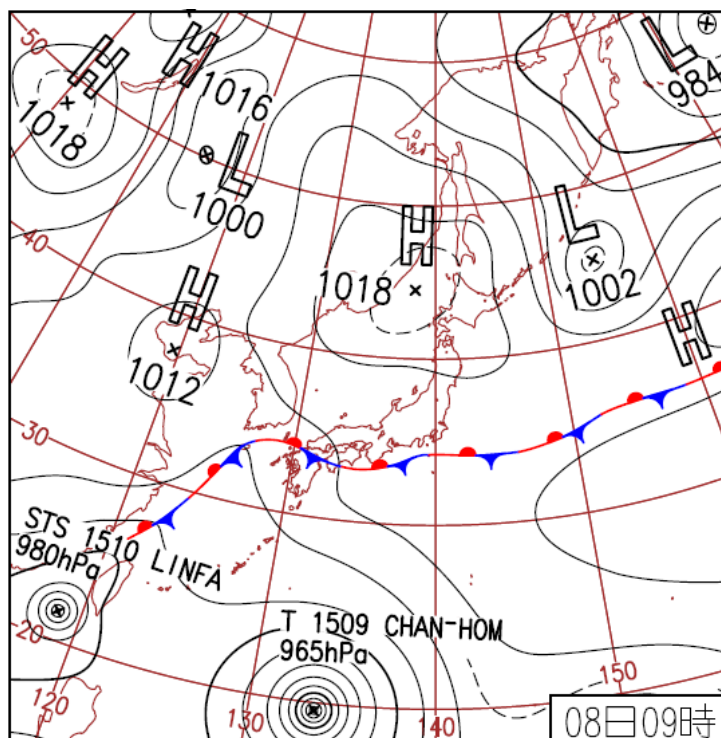 50
H
1018
H
1016
L
1000
L
984
40
H
1012
H
1018
L
1002
H
30
STS 1510 LINFA
980hPa
20
T 1509 CHAN-HOM
965hPa
120
130
140
150
08日09時